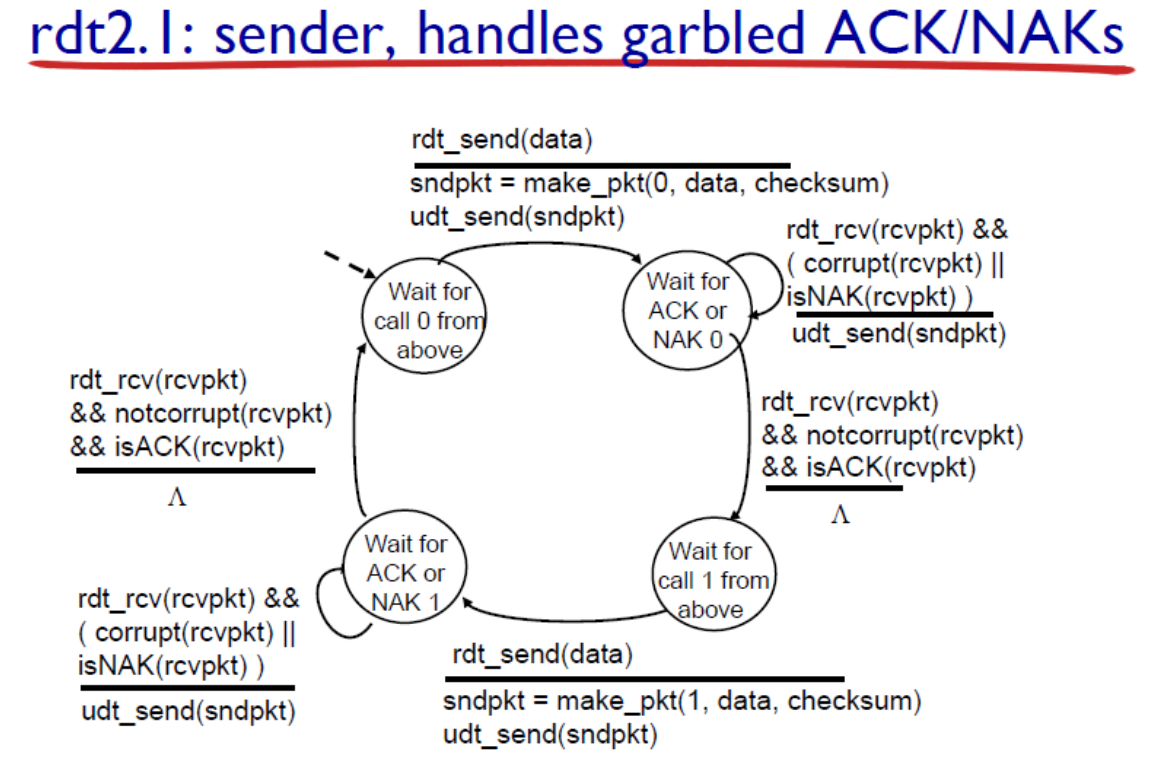 rdt2.1: sender, handles garbled ACK/NAKs
rdt_send(data)
sndpkt = make_pkt(0, data, checksum)
udt_send(sndpkt)
rdt_rcv(rcvpkt) &&
( corrupt(rcvpkt) ||
isNAK(rcvpkt) )
udt_send(sndpkt)
Wait for
call 0 from
above
Wait for
ACK or
NAK 0
rdt_rcv(rcvpkt)
&& notcorrupt(rcvpkt)
&& isACK(rcvpkt)
Λ
rdt_rcv(rcvpkt)
&& notcorrupt(rcvpkt)
&& isACK(rcvpkt)
Λ
Wait for
ACK or
NAK 1
Wait for
call 1 from
above
rdt_rcv(rcvpkt) &&
( corrupt(rcvpkt) ||
isNAK(rcvpkt) )
udt_send(sndpkt)
rdt_send(data)
sndpkt = make_pkt(1, data, checksum)
udt_send(sndpkt)